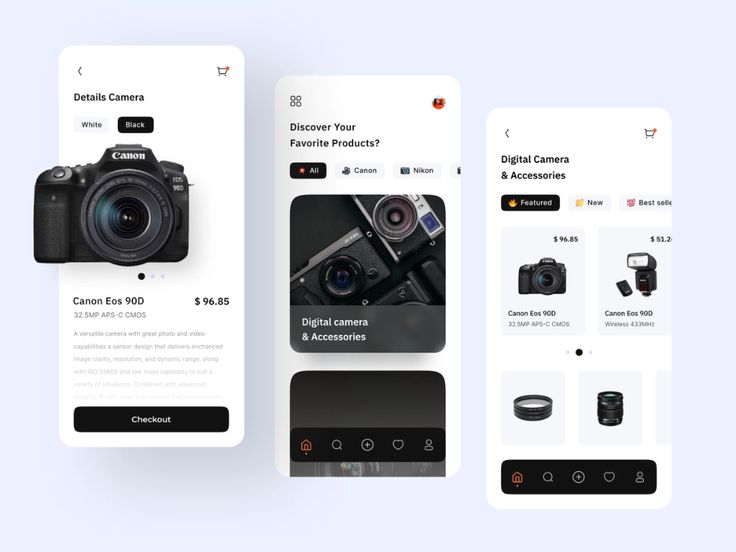 Details Camera
White
Black
Canon
EOS
90D
Canon Eos 90D
$ 96.85
32.5MP APS-C CMOS
A versatile camera with great photo and video
capabilities a sensor design that delivers enchanced
image clarity, resolution, and dynamic range, along
with ISO 25600 and low noise capability to suit a
variety of situations. Combined with advanced
Checkout
Discover Your
Favorite Products?
All
Canon
Nikon
Digital camera
& Accessories
Digital Camera
& Accessories
Featured
New
Best selle
$ 96.85
Canon Eos 90D
32.5MP APS-C CMOS
$ 51.2
Canon Eos 90D
Wireless 433MHz